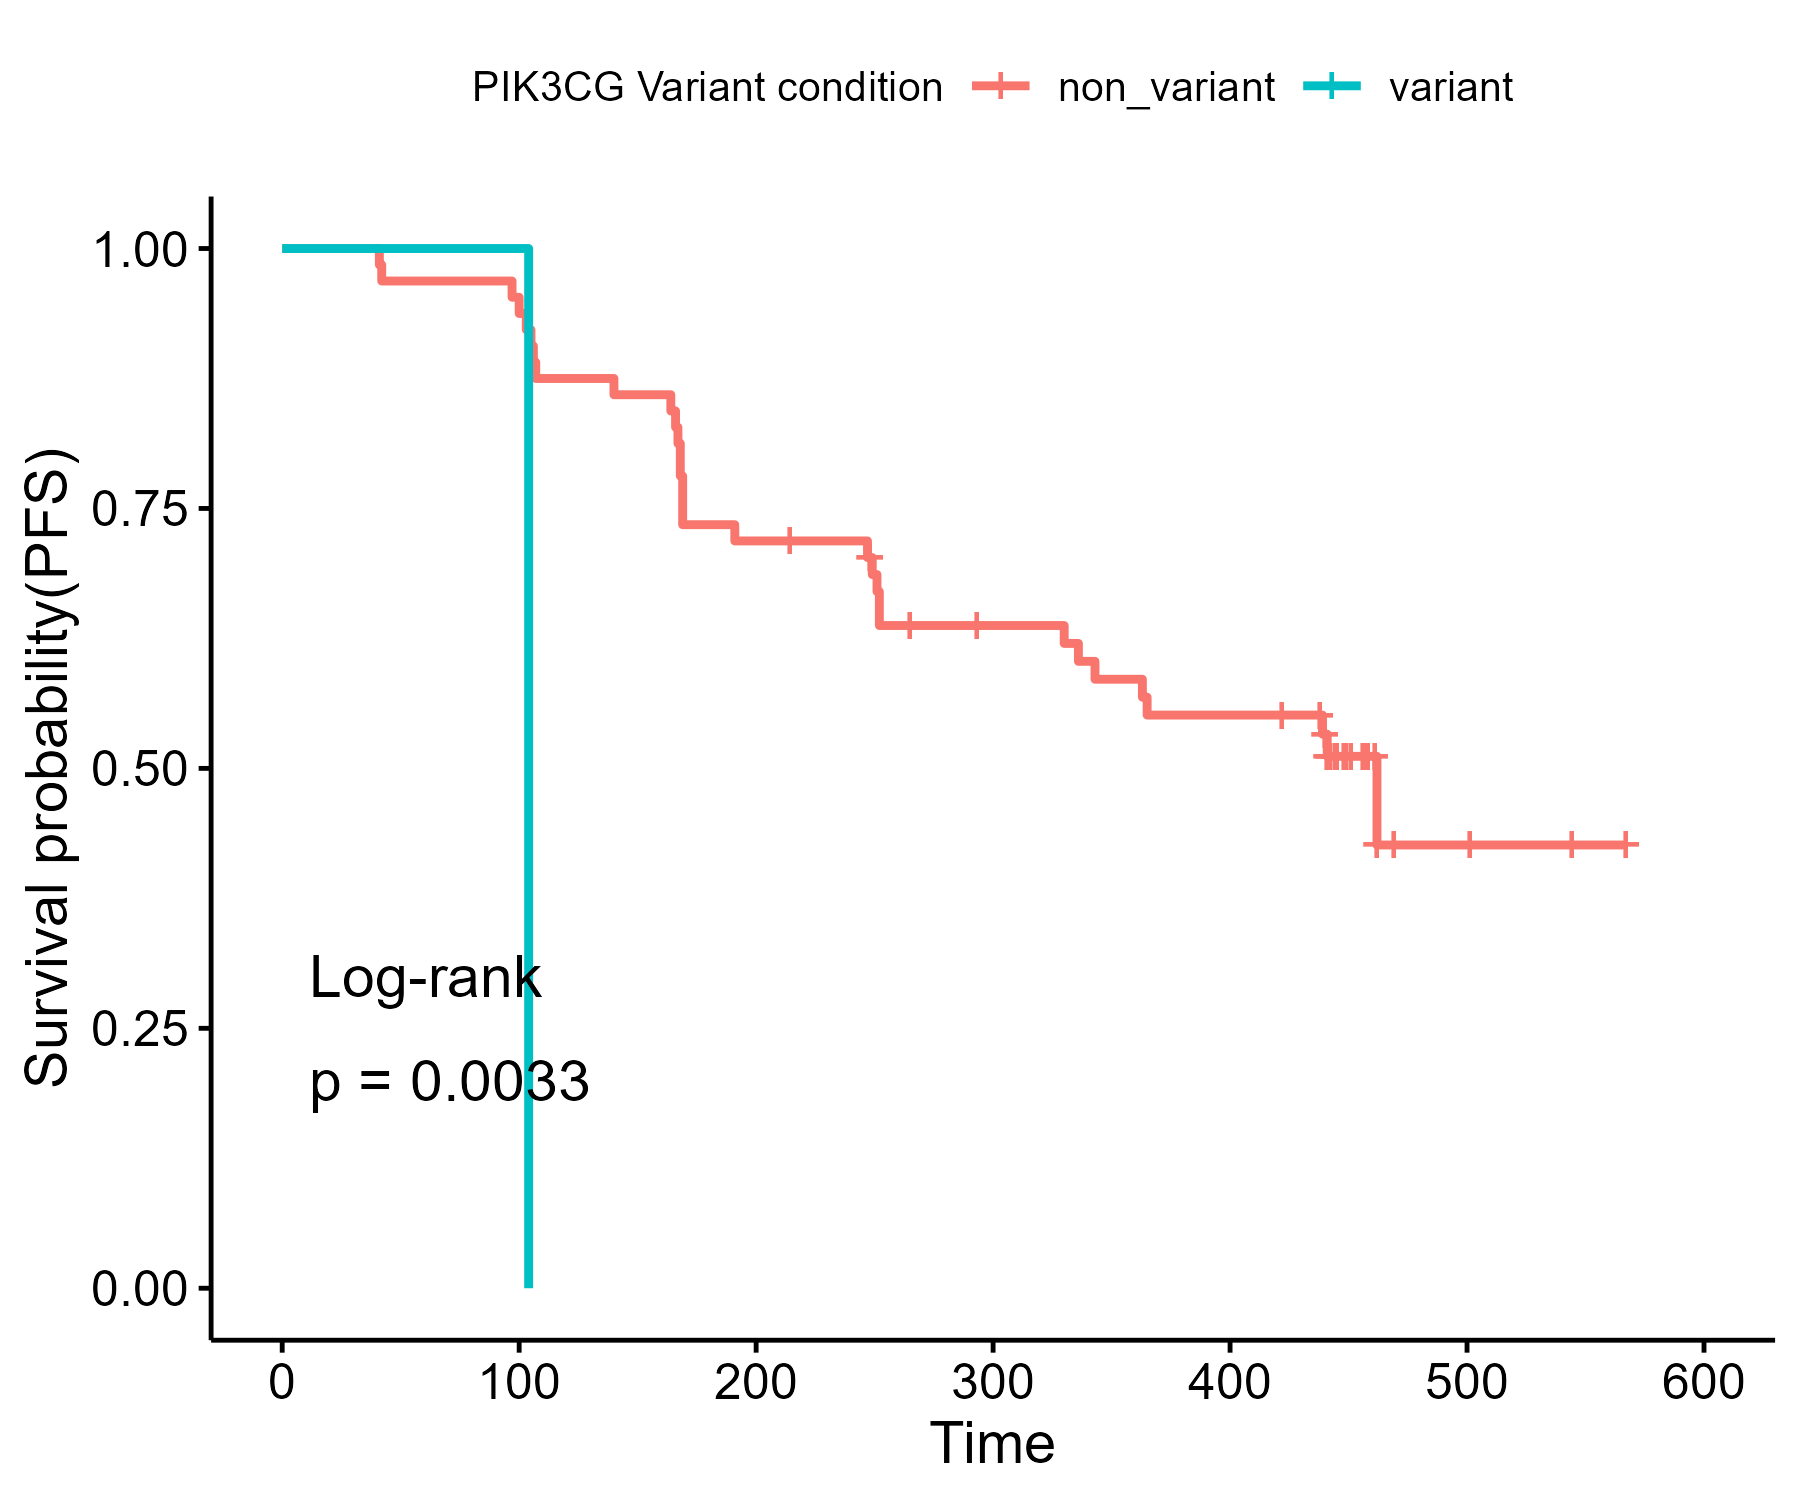 PIK3CG Variant condition non_variant variant
1.00
0.75
0.50
0.25
0.00
Survival probability(PFS)
Log-rank
p = 0.0033
0 100 200 300 400 500 600
Time